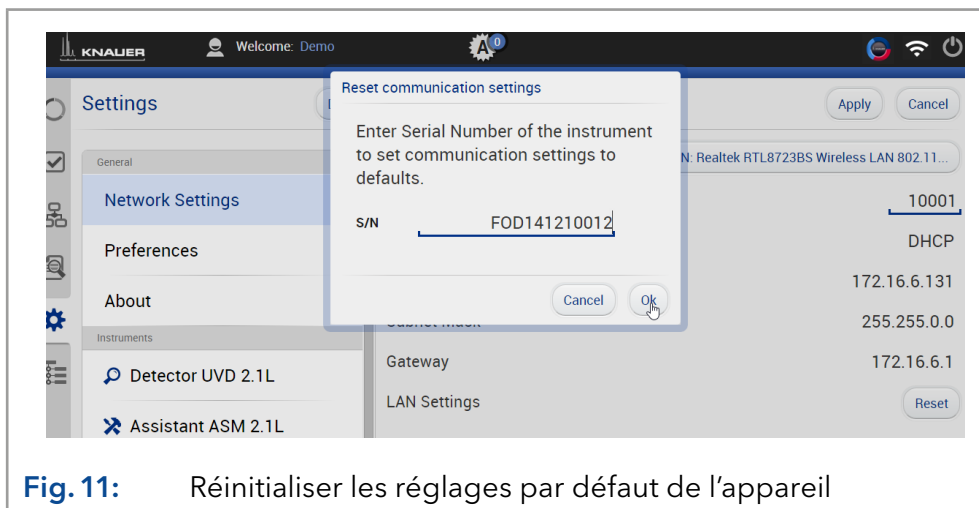 KNAUER
Welcome: Demo
A 0
Settings
Apply
Cancel
General
Network Settings
Preferences
About
Instruments
Detector UVD 2.1L
Assistant ASM 2.1L
Reset communication settings
Enter Serial Number of the instrument
to set communication settings to
defaults.
S/N FOD141210012
Cancel
Ok
N: Realtek RTL8723BS Wireless LAN 802.11...
10001
DHCP
172.16.6.131
255.255.0.0
Gateway 172.16.6.1
LAN Settings Reset
Fig. 11: Réinitialiser les réglages par défaut de l'appareil